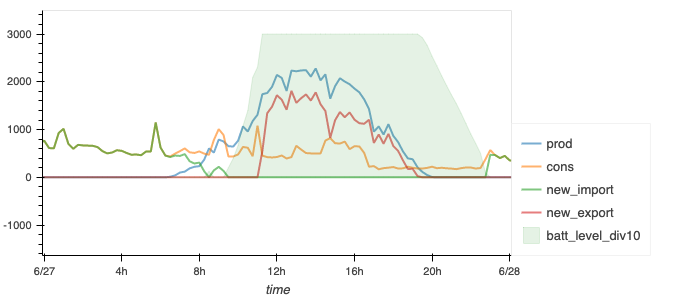 3000
2000
1000
0
-1000
6/27 4h 8h 12h 16h 20h 6/28
time
prod
cons
new_import
new_export
batt_level_div10